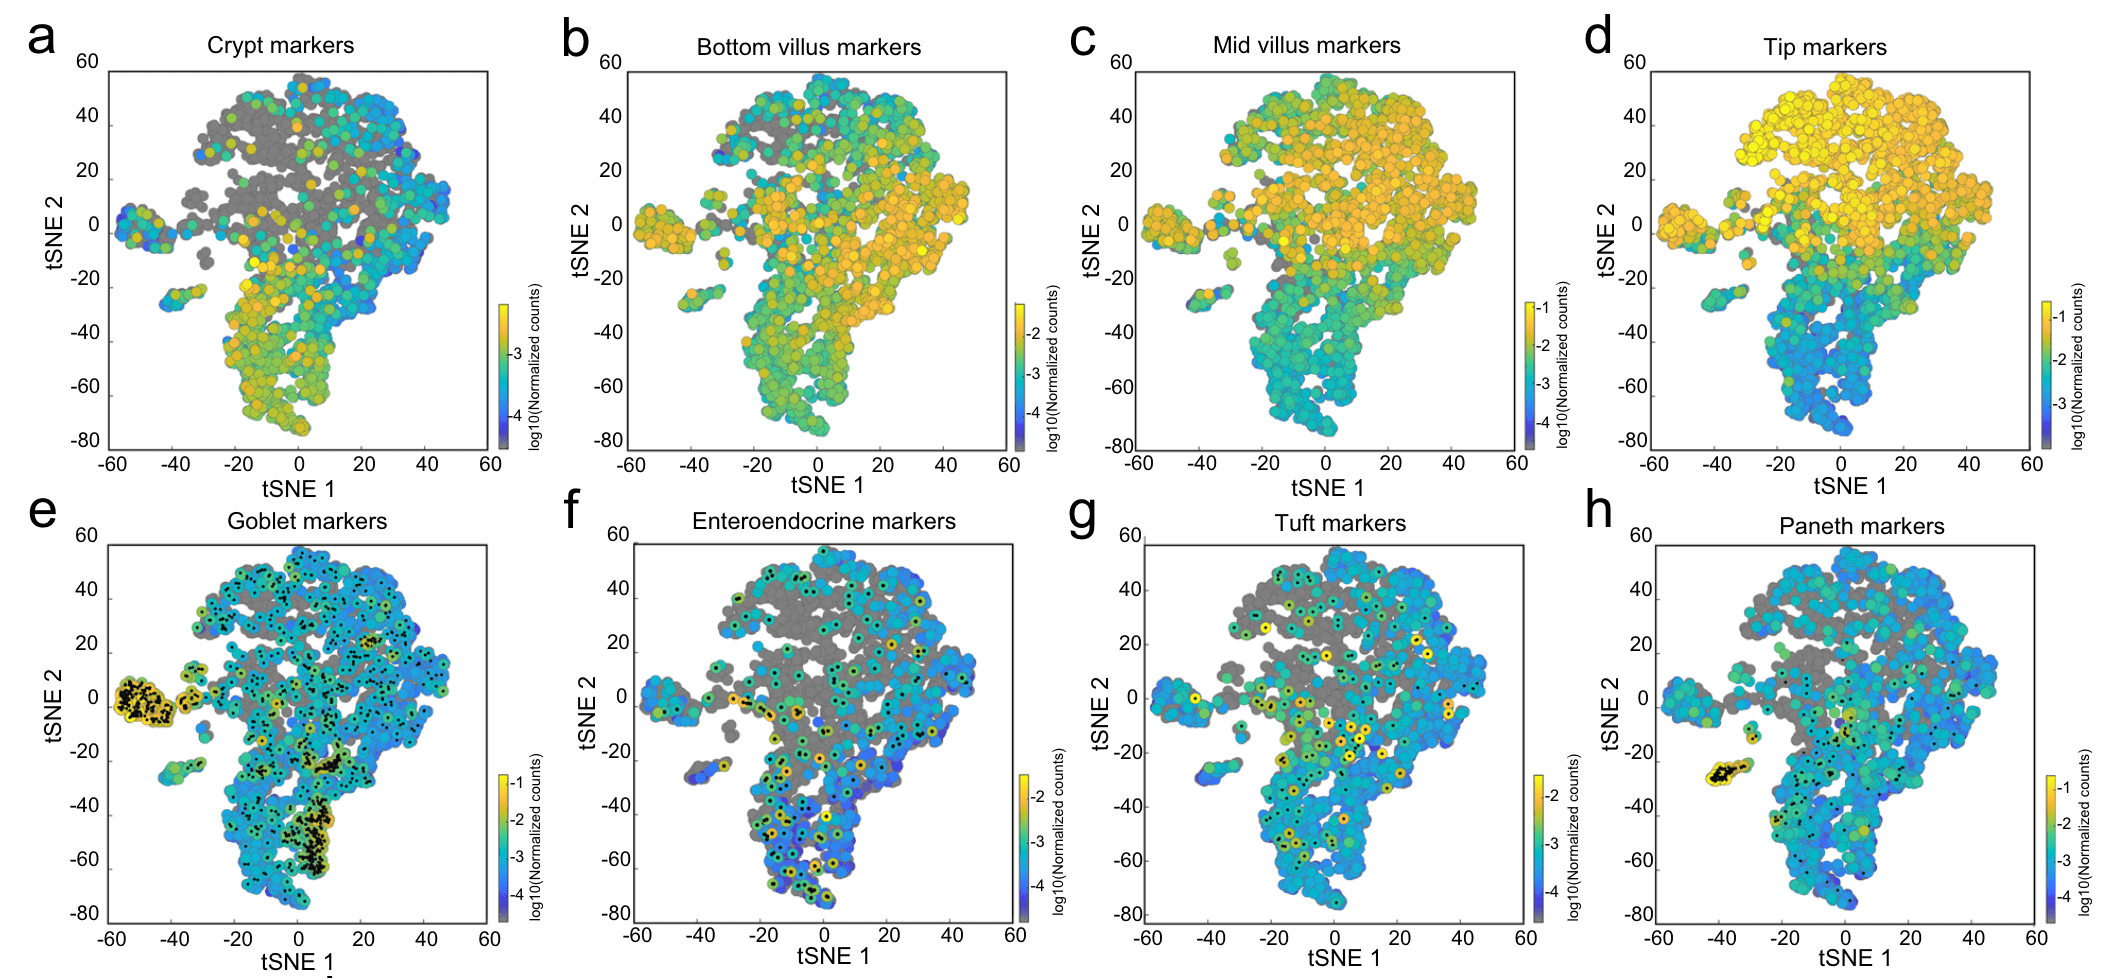 a
Crypt markers
60
40
20
0
-20
-40
-60
-80
-60 -40 -20 0 20 40 60
tSNE 1
tSNE 2
-3
-4
log10(Normalized counts)
b
Bottom villus markers
60
40
20
0
-20
-40
-60
-80
-60 -40 -20 0 20 40 60
tSNE 1
tSNE 2
-2
-3
-4
log10(Normalized counts)
c
Mid villus markers
60
40
20
0
-20
-40
-60
-80
-60 -40 -20 0 20 40 60
tSNE 1
tSNE 2
-1
-2
-3
-4
log10(Normalized counts)
d
Tip markers
60
40
20
0
-20
-40
-60
-80
-60 -40 -20 0 20 40 60
tSNE 1
tSNE 2
-1
-2
-3
log10(Normalized counts)
e
Goblet markers
60
40
20
0
-20
-40
-60
-80
-60 -40 -20 0 20 40 60
tSNE 1
tSNE 2
-1
-2
-3
-4
log10(Normalized counts)
f
Enteroendocrine markers
60
40
20
0
-20
-40
-60
-80
-60 -40 -20 0 20 40 60
tSNE 1
tSNE 2
-2
-3
-4
log10(Normalized counts)
g
Tuft markers
60
40
20
0
-20
-40
-60
-80
-60 -40 -20 0 20 40 60
tSNE 1
tSNE 2
-2
-3
-4
log10(Normalized counts)
h
Paneth markers
60
40
20
0
-20
-40
-60
-80
-60 -40 -20 0 20 40 60
tSNE 1
tSNE 2
-1
-2
-3
-4
log10(Normalized counts)